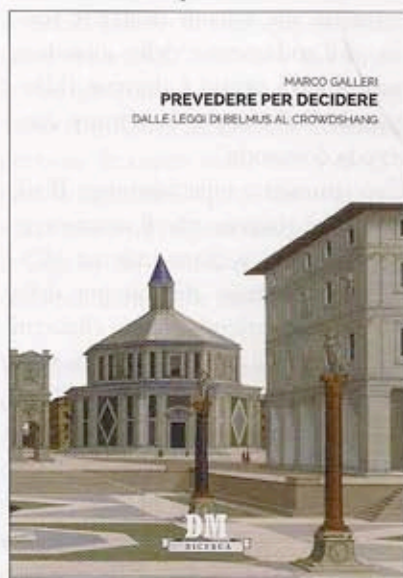 MARCO GALLERI
PREVEDERE PER DECIDERE
DALLE LEGGI DI BELMUS AL CROWDSHANG
DM
RICERCA